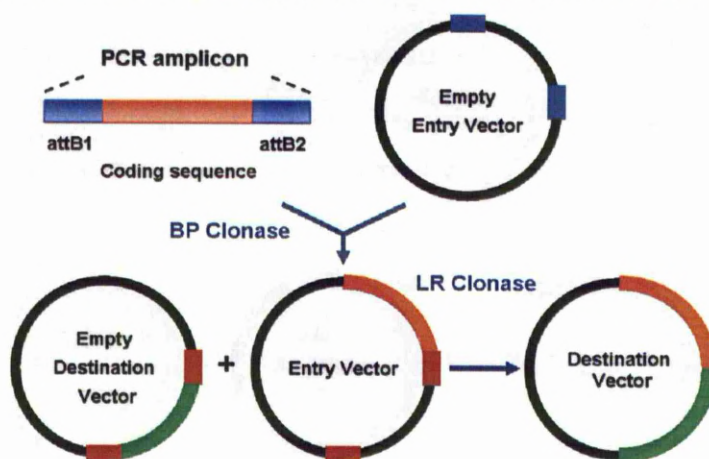 PCR amplicon
attB1
attB2
Coding sequence
Empty
Entry Vector
BP Clonase
LR Clonase
Empty
Destination
Vector
+
Entry Vector
Destination
Vector